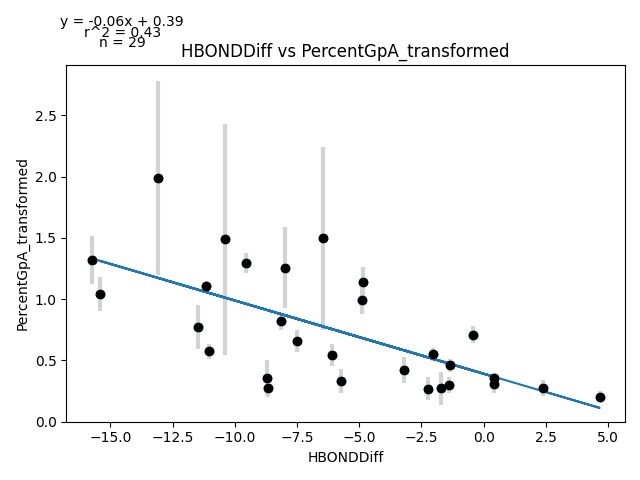 y = -0.06x + 0.39
r^2 = 0.43
n = 29
HBONDDiff vs PercentGpA_transformed
PercentGpA_transformed
2.5
2.0
1.5
1.0
0.5
0.0
−15.0 −12.5 −10.0 −7.5 −5.0 −2.5 0.0 2.5 5.0
HBONDDiff